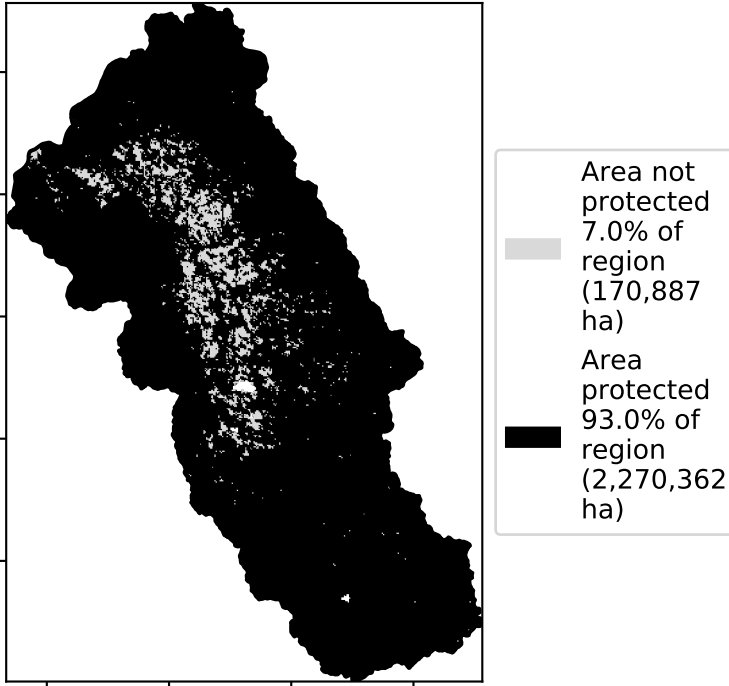 Area not
protected
7.0% of
region
(170,887
ha)
Area
protected
93.0% of
region
(2,270,362
ha)